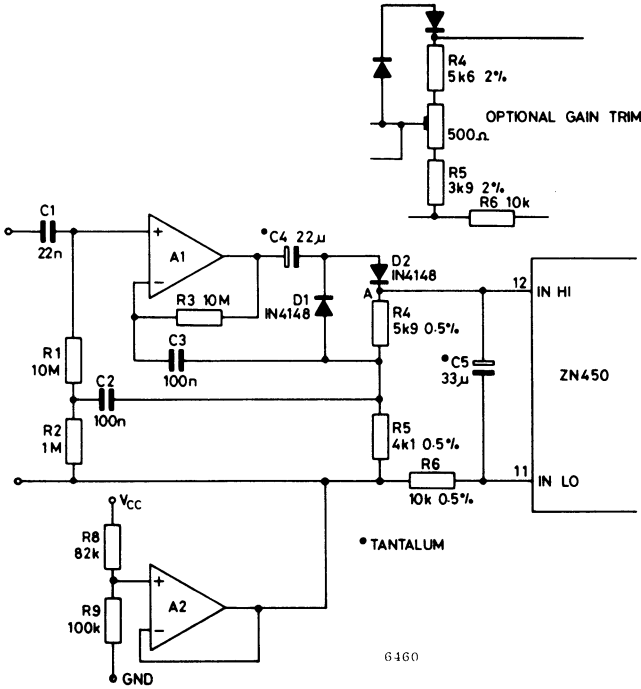 R4
5k6 2%
OPTIONAL GAIN TRIM
500Ω
R5
3k9 2%
R6 10k
C1
22n
+
A1
−
•C4 22μ
D2
IN4148
A
12
IN HI
D1
IN4148
R3 10M
R4
5k9 0.5%
C3
100n
R1
10M
•C5
33μ
ZN450
C2
100n
R2
1M
R5
4k1 0.5%
R6
10k 0.5%
11
IN LO
VCC
R8
82k
•TANTALUM
+
A2
−
R9
100k
GND
6460